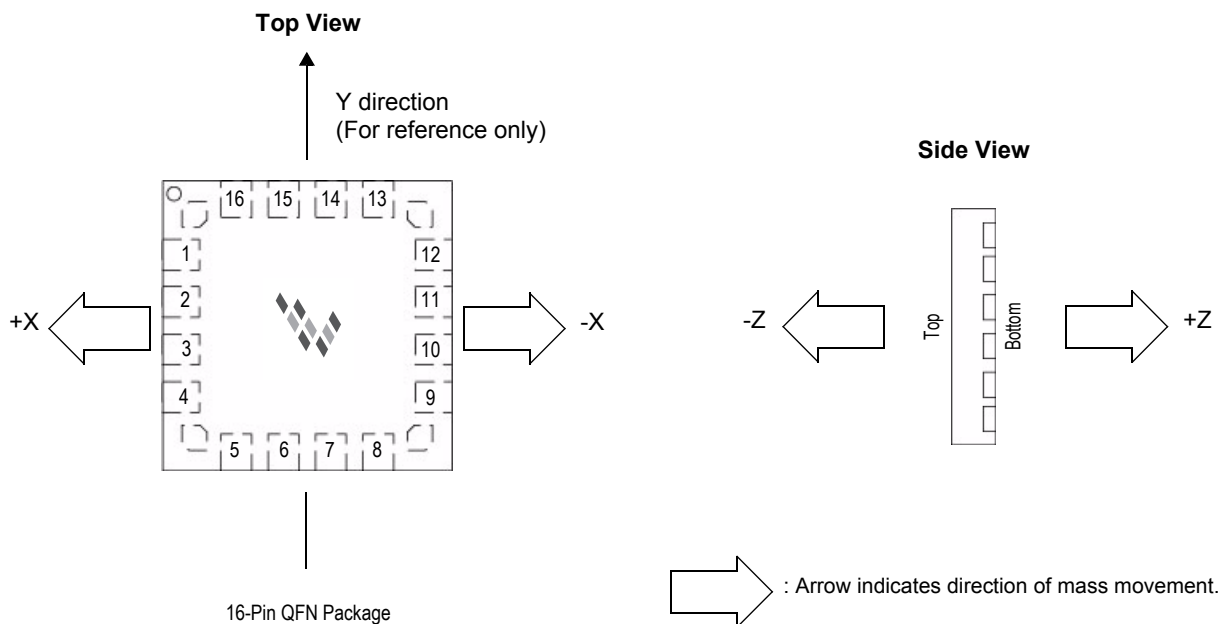 Top View
Y direction
(For reference only)
16 15 14 13
1
2
3
4
12
11
10
9
5 6 7 8
+X
-X
16-Pin QFN Package
Side View
-Z
Top
Bottom
+Z
: Arrow indicates direction of mass movement.